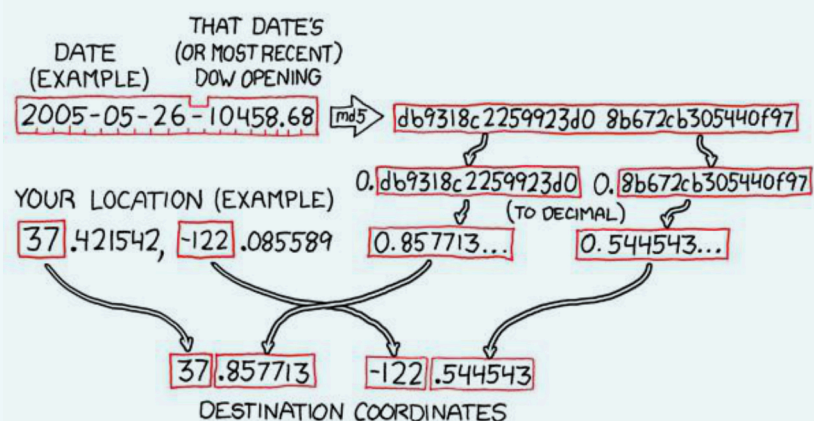 DATE
(EXAMPLE)
THAT DATE'S
(OR MOST RECENT)
DOW OPENING
2005-05-26-10458.68
md5
db9318c2259923d0 8b672cb305440f97
0.db9318c2259923d0
0.8b672cb305440f97
(TO DECIMAL)
YOUR LOCATION (EXAMPLE)
37.421542, -122.085589
0.857713...
0.544543...
37.857713
-122.544543
DESTINATION COORDINATES